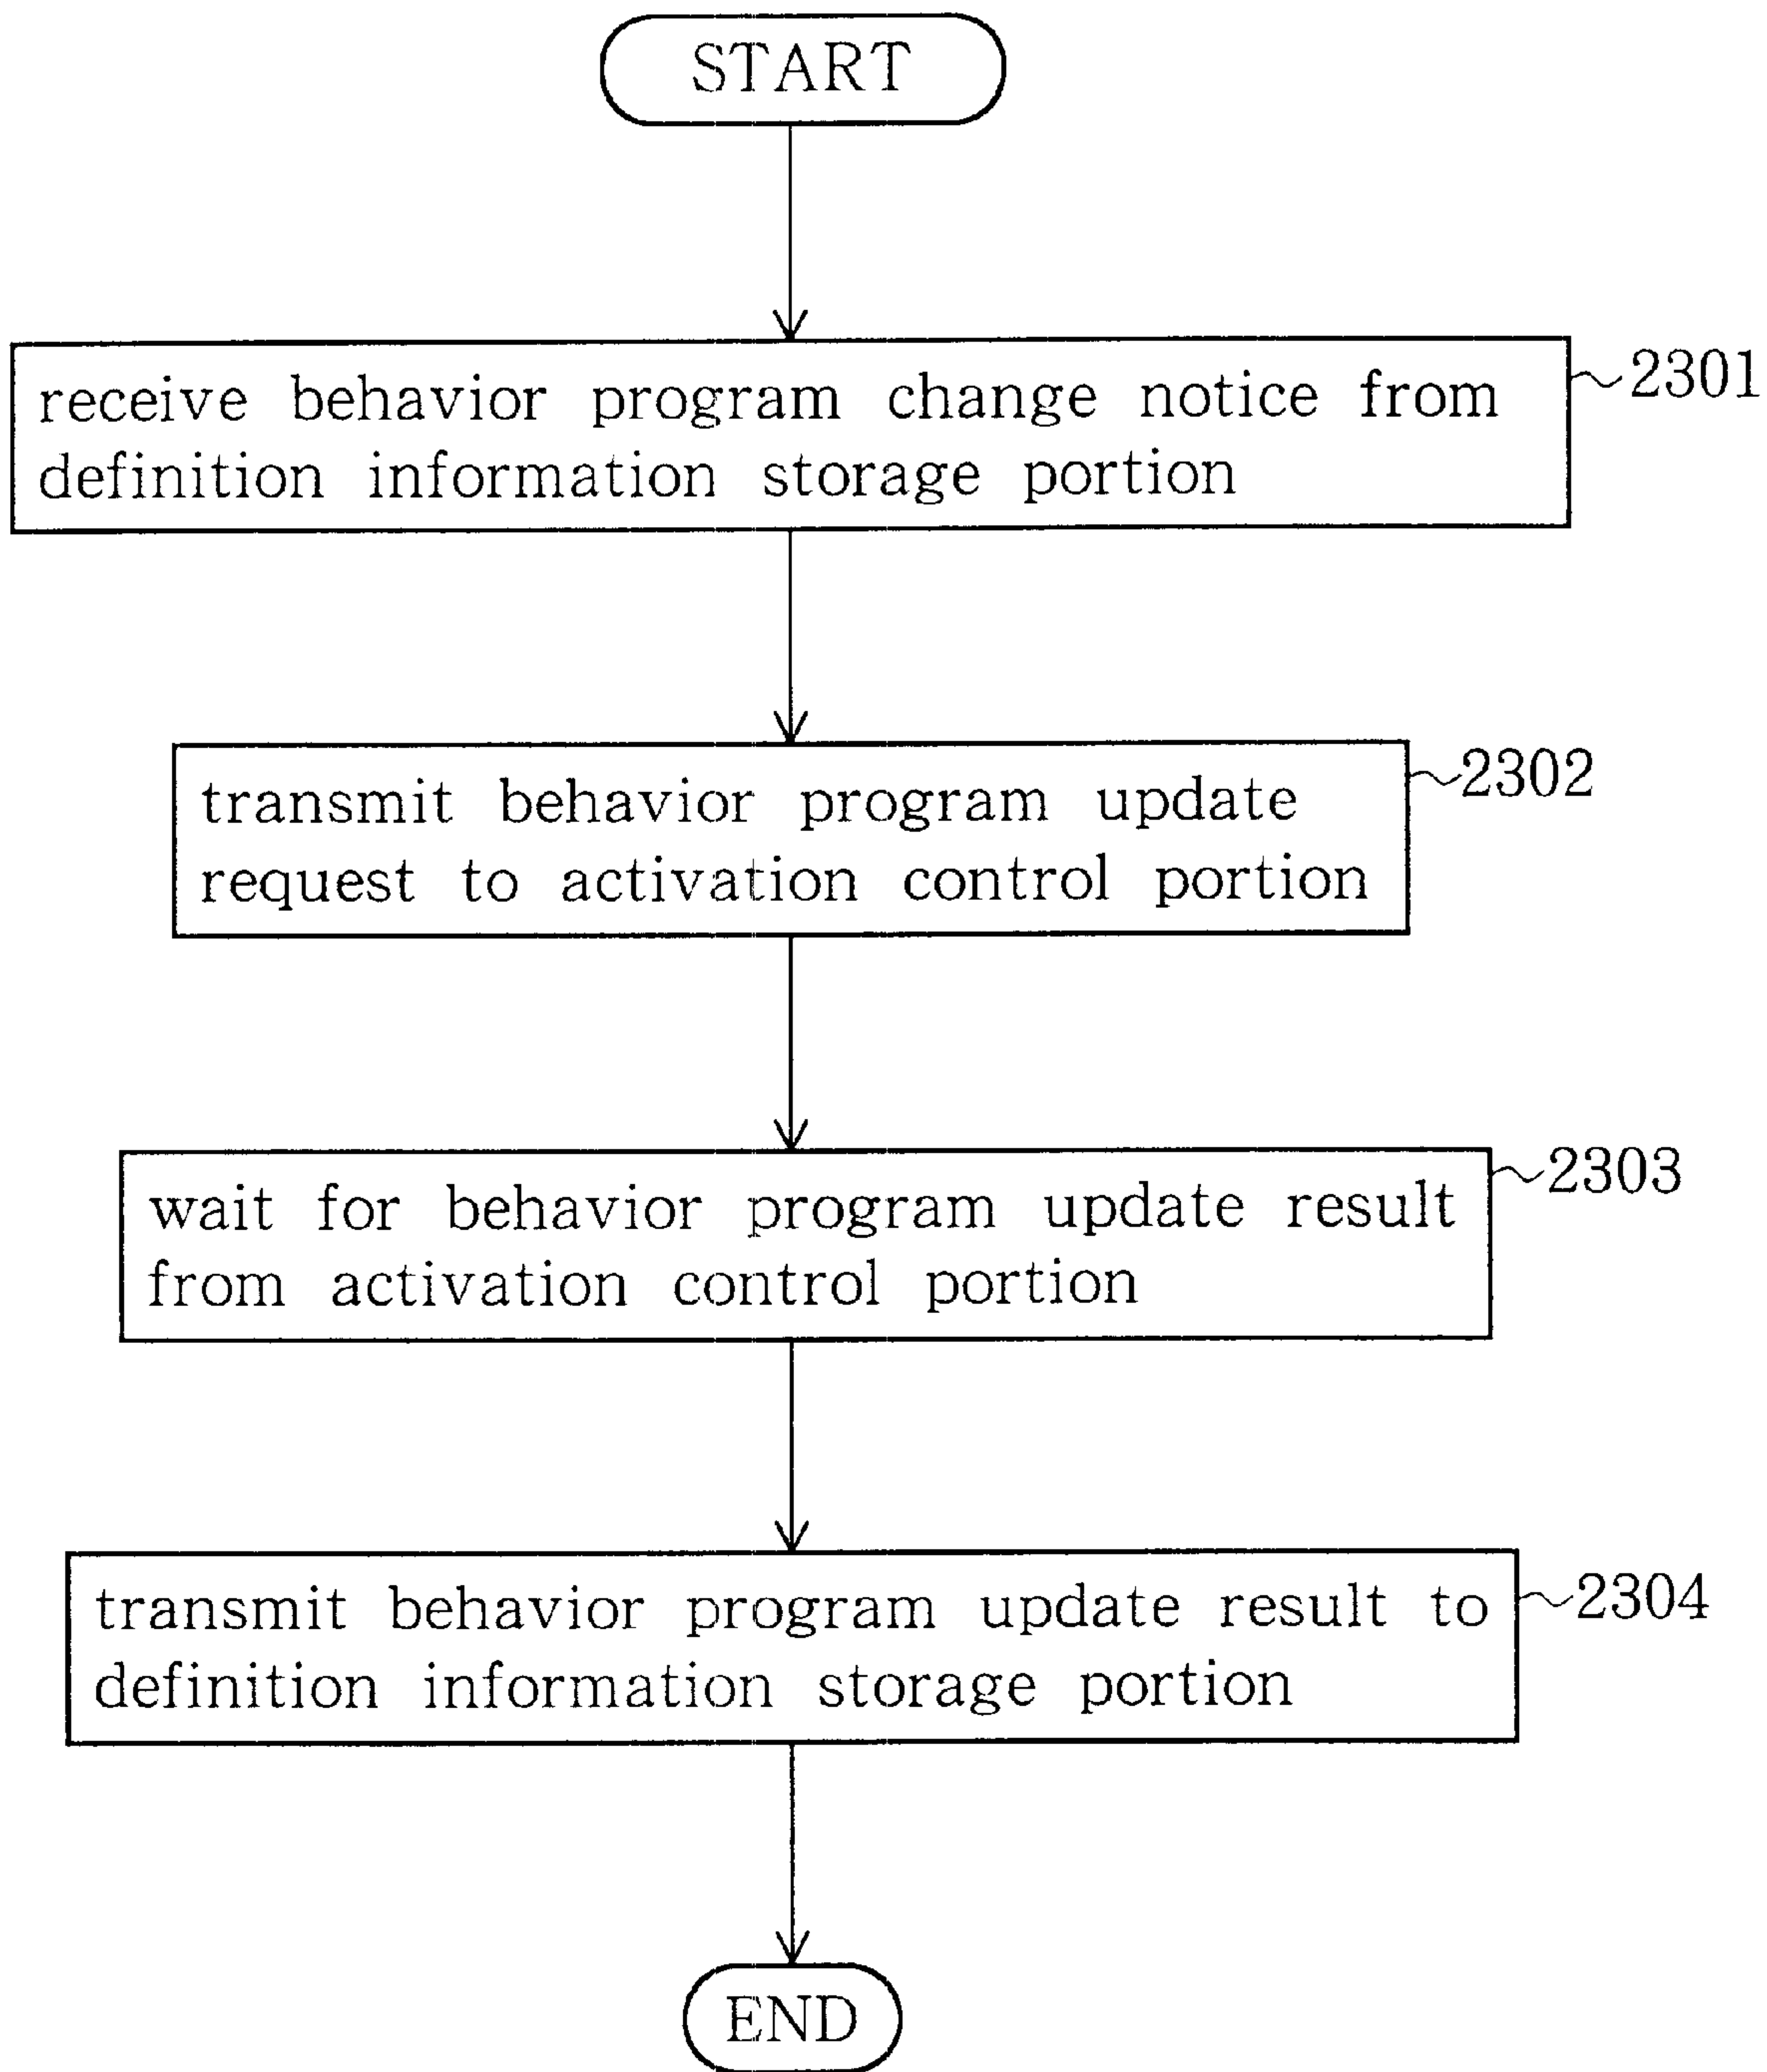 START
receive behavior program change notice from
definition information storage portion
2301
transmit behavior program update
request to activation control portion
2302
wait for behavior program update result
from activation control portion
2303
transmit behavior program update result to
definition information storage portion
2304
END